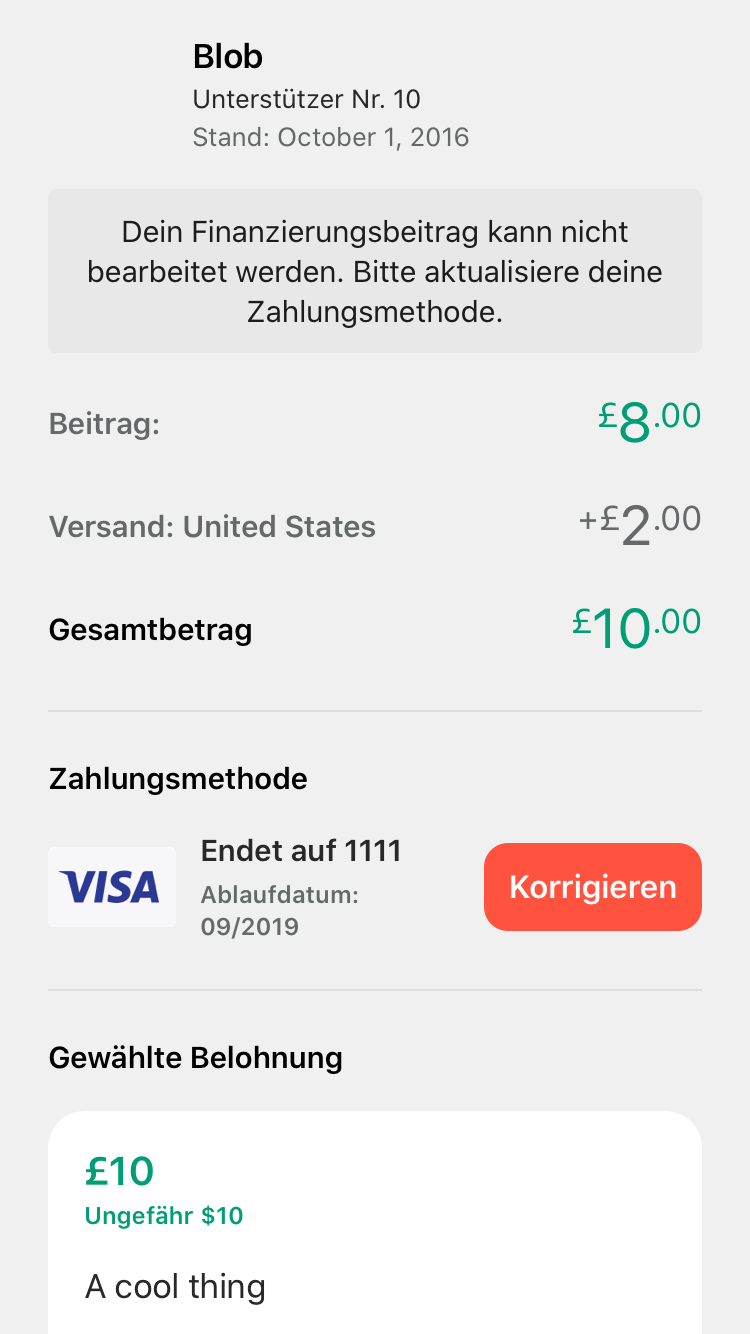 Blob
Unterstützer Nr. 10
Stand: October 1, 2016
Dein Finanzierungsbeitrag kann nicht
bearbeitet werden. Bitte aktualisiere deine
Zahlungsmethode.
Beitrag: £8.00
Versand: United States +£2.00
Gesamtbetrag £10.00
Zahlungsmethode
VISA
Endet auf 1111
Ablaufdatum:
09/2019
Korrigieren
Gewählte Belohnung
£10
Ungefähr $10
A cool thing